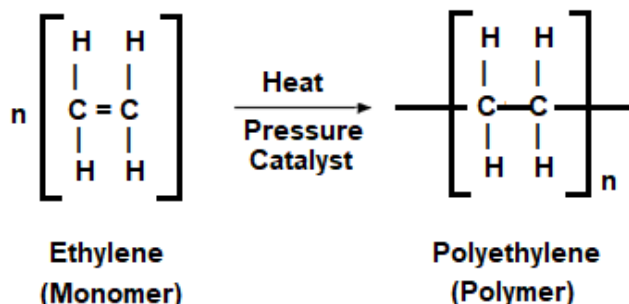 H H H H
| | Heat | |
n C = C C C
| | Pressure | |
H H Catalyst H H n
Ethylene Polyethylene
(Monomer) (Polymer)